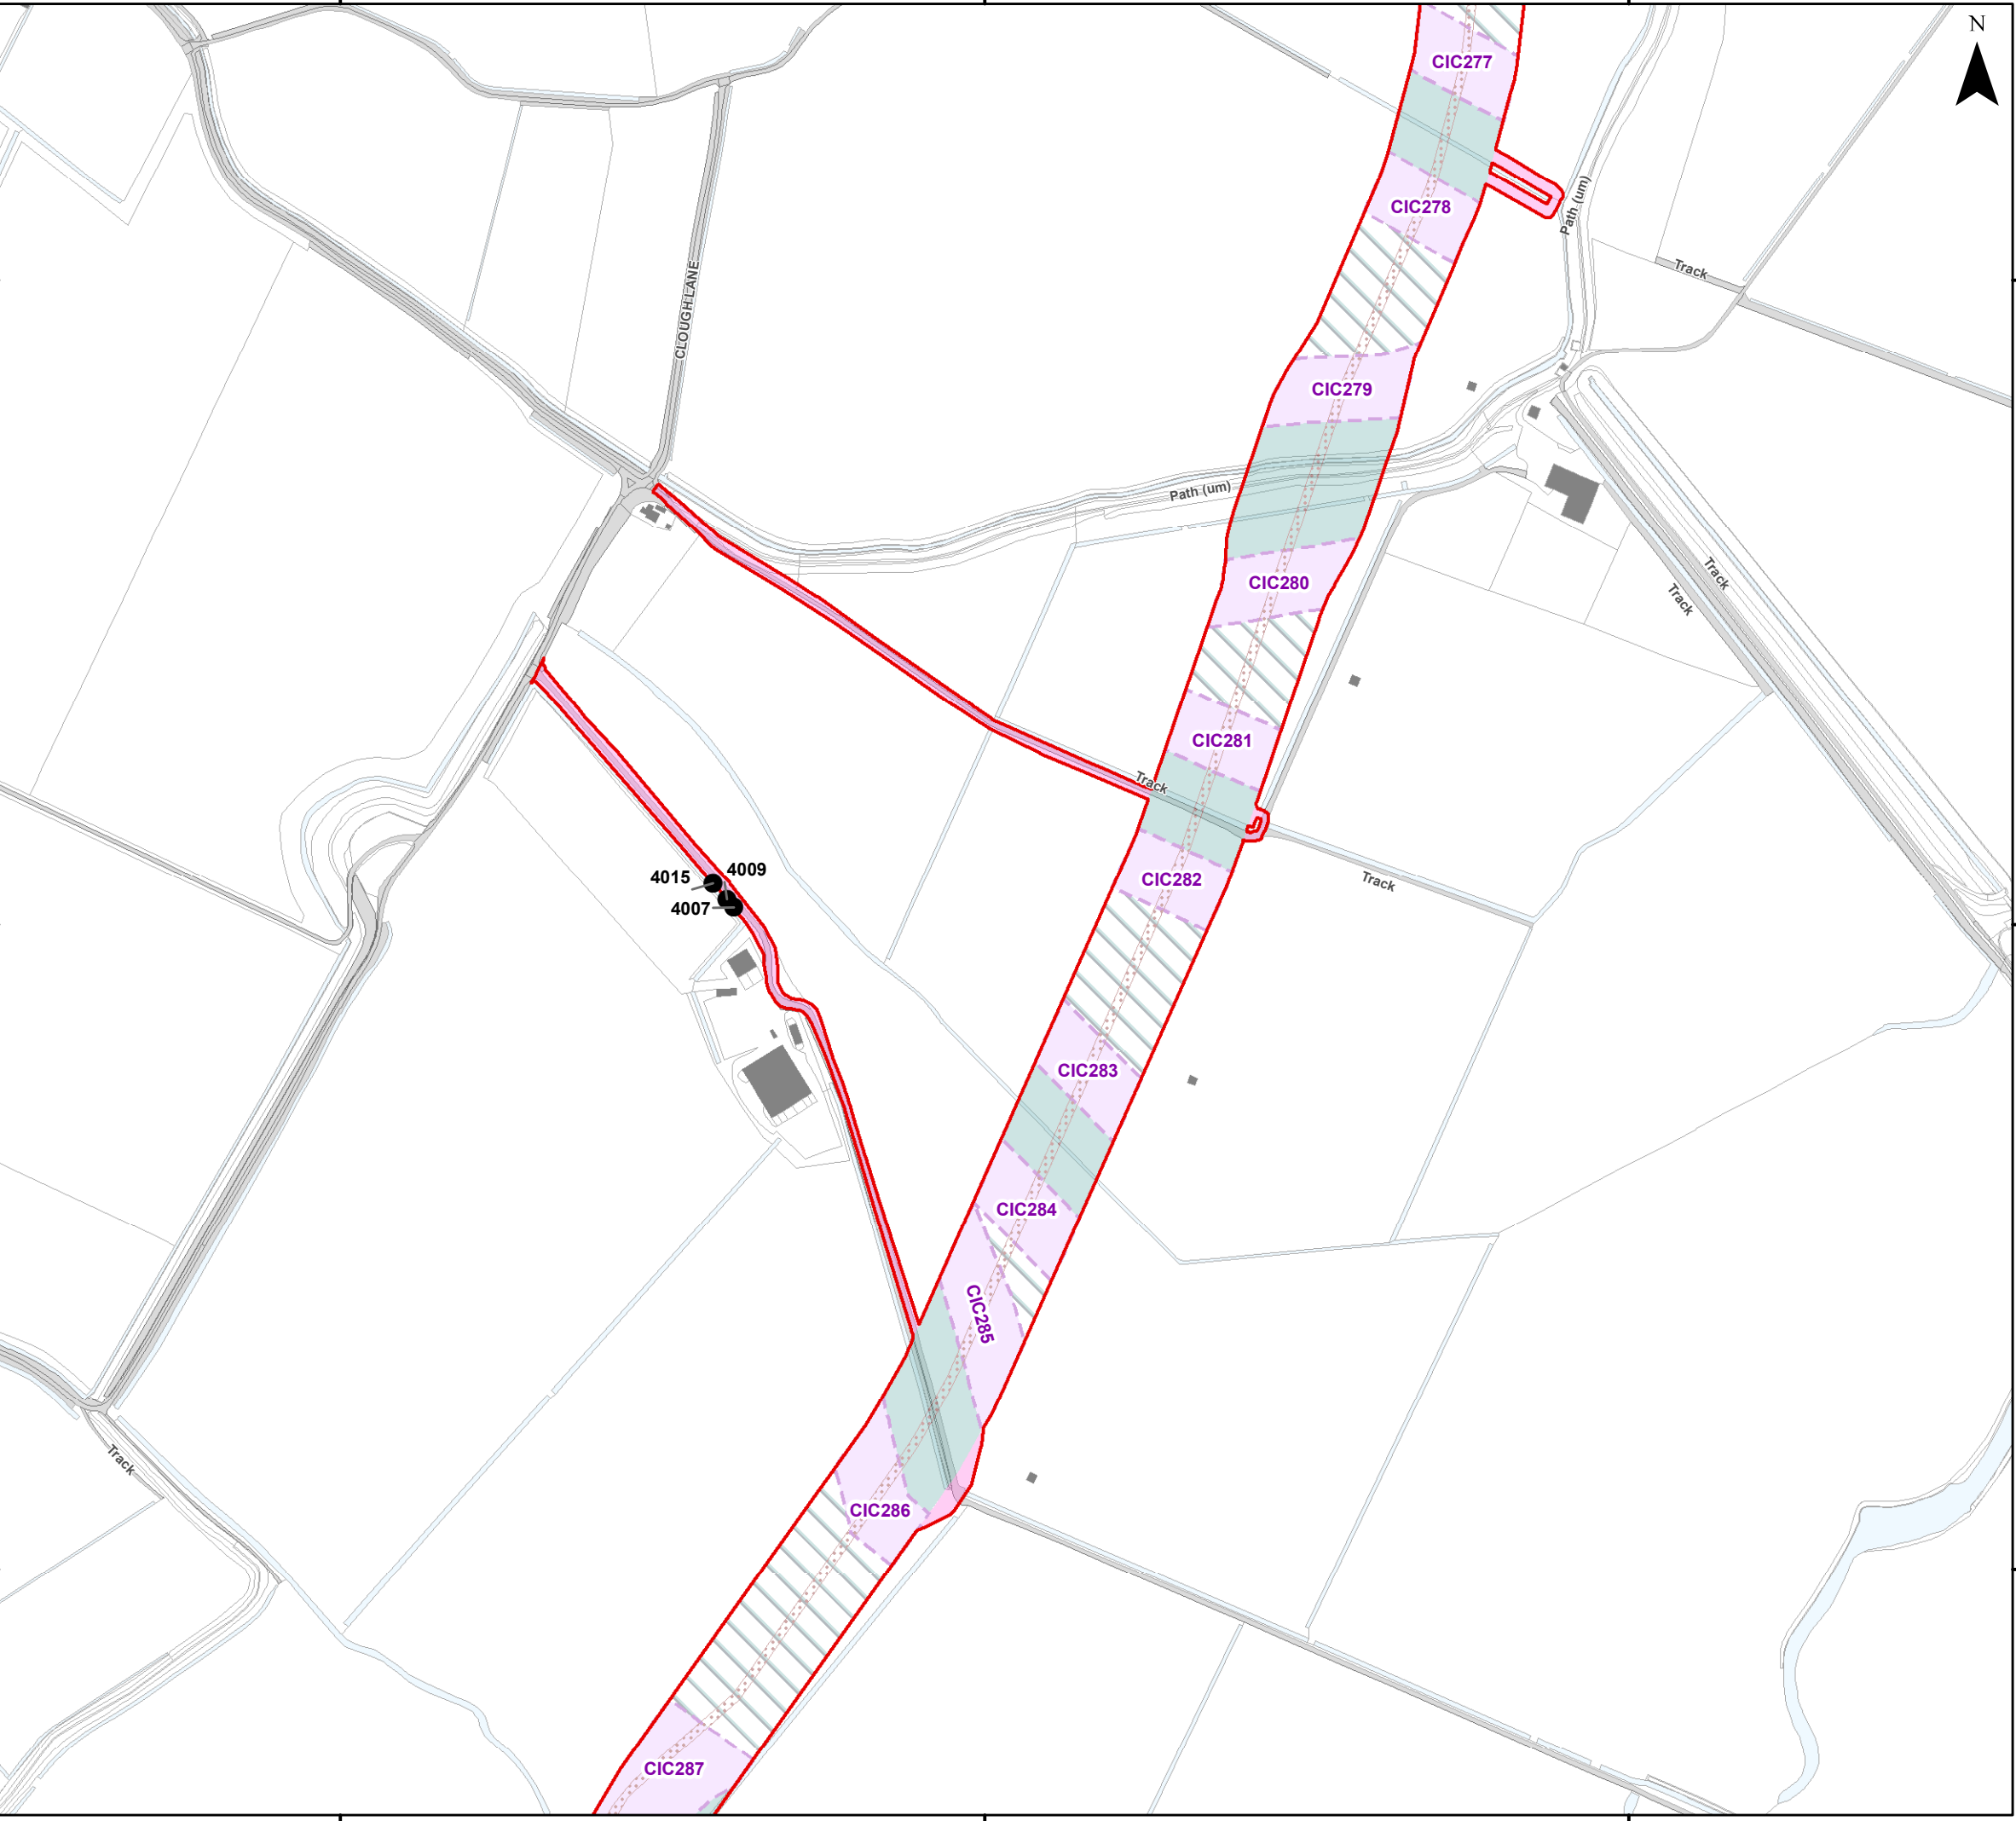 N
CIC277
Path (um)
CIC278
Track
CLOUGH LANE
CIC279
Path (um)
CIC280
Track
Track
CIC281
Track
4009
4015
CIC282
Track
4007
CIC283
CIC284
CIC285
Track
CIC286
CIC287